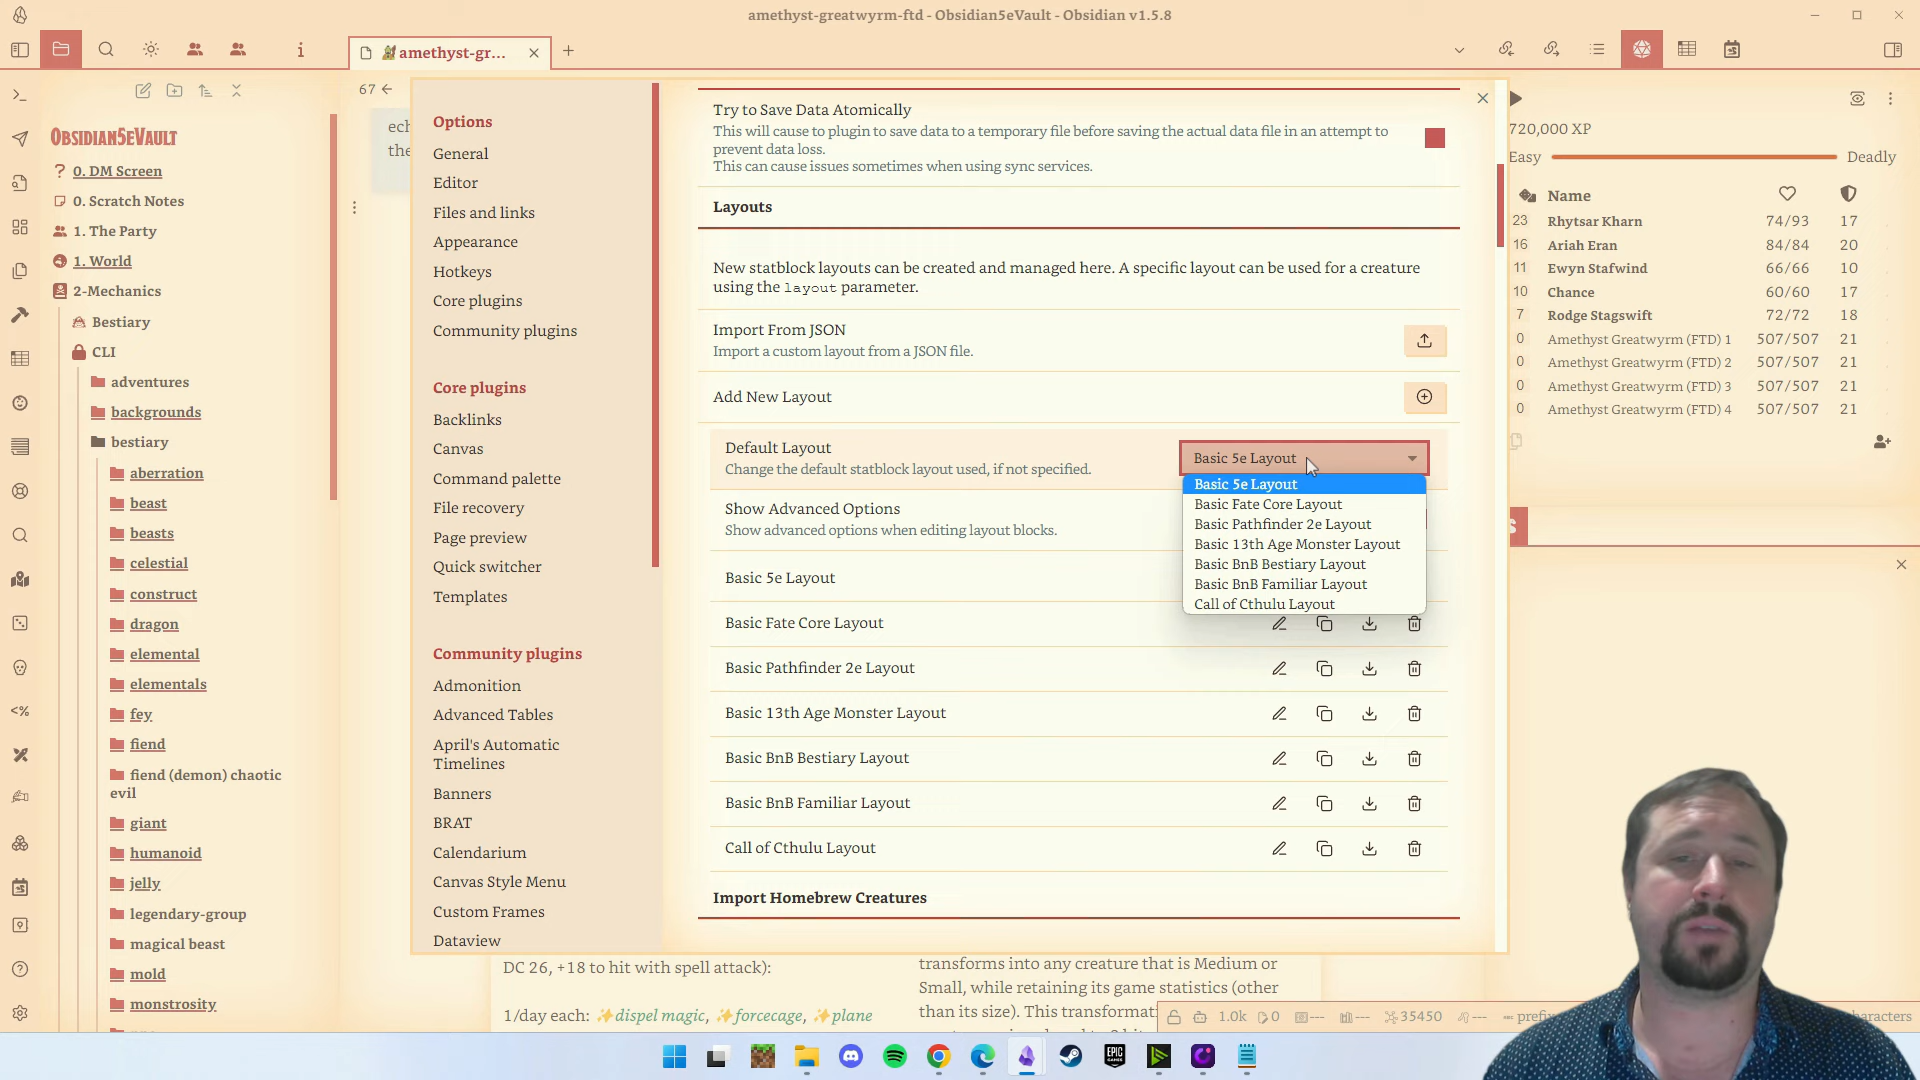 amethyst-greatwyrm-ftd - Obsidian5eVault - Obsidian v1.5.8
amethyst-gr...
Obsidian5eVault
0. DM Screen
0. Scratch Notes
1. The Party
1. World
2-Mechanics
Bestiary
CLI
adventures
backgrounds
bestiary
aberration
beast
beasts
celestial
construct
dragon
elemental
elementals
fey
fiend
fiend (demon) chaotic
evil
giant
humanoid
jelly
legendary-group
magical beast
mold
monstrosity
67
ech
the
Options
General
Editor
Files and links
Appearance
Hotkeys
Core plugins
Community plugins
Core plugins
Backlinks
Canvas
Command palette
File recovery
Page preview
Quick switcher
Templates
Community plugins
Admonition
Advanced Tables
April's Automatic
Timelines
Banners
BRAT
Calendarium
Canvas Style Menu
Custom Frames
Dataview
Try to Save Data Atomically
This will cause to plugin to save data to a temporary file before saving the actual data file in an attempt to
prevent data loss.
This can cause issues sometimes when using sync services.
Layouts
New statblock layouts can be created and managed here. A specific layout can be used for a creature
using the layout parameter.
Import From JSON
Import a custom layout from a JSON file.
Add New Layout
Default Layout
Change the default statblock layout used, if not specified.
Basic 5e Layout
Basic 5e Layout
Basic Fate Core Layout
Basic Pathfinder 2e Layout
Basic 13th Age Monster Layout
Basic BnB Bestiary Layout
Basic BnB Familiar Layout
Call of Cthulu Layout
Show Advanced Options
Show advanced options when editing layout blocks.
Basic 5e Layout
Basic Fate Core Layout
Basic Pathfinder 2e Layout
Basic 13th Age Monster Layout
Basic BnB Bestiary Layout
Basic BnB Familiar Layout
Call of Cthulu Layout
Import Homebrew Creatures
DC 26, +18 to hit with spell attack):
1/day each: ✨dispel magic, ✨forcecage, ✨plane
transforms into any creature that is Medium or
Small, while retaining its game statistics (other
than its size). This transformat
720,000 XP
Easy Deadly
Name
23 Rhytsar Kharn 74/93 17
16 Ariah Eran 84/84 20
11 Ewyn Stafwind 66/66 10
10 Chance 60/60 17
7 Rodge Stagswift 72/72 18
0 Amethyst Greatwyrm (FTD) 1 507/507 21
0 Amethyst Greatwyrm (FTD) 2 507/507 21
0 Amethyst Greatwyrm (FTD) 3 507/507 21
0 Amethyst Greatwyrm (FTD) 4 507/507 21
S
1.0k 0 --- --- 35450 --- prefix
haracters
EPIC
GAMES